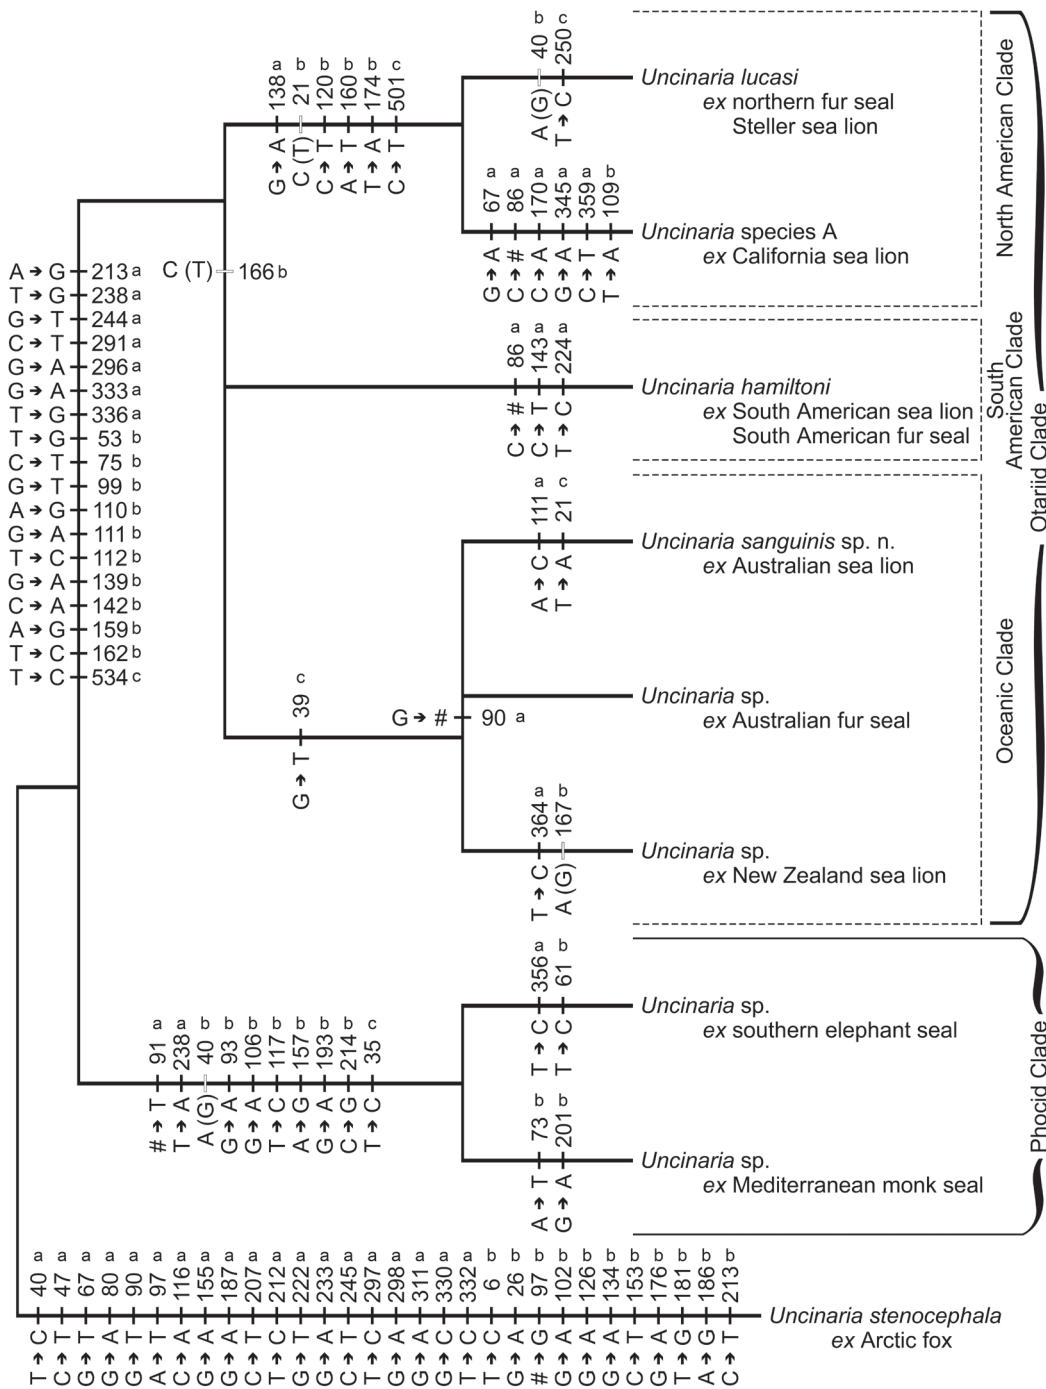 138 a
G → A
21 b
C (T)
120 b
C → T
160 b
A → T
174 b
T → A
501 c
C → T
40 b
A (G)
250 c
T → C
Uncinaria lucasi
ex northern fur seal
Steller sea lion
67 a
G → A
86 a
C → #
170 a
C → A
345 a
G → A
359 a
C → T
109 b
T → A
Uncinaria species A
ex California sea lion
North American Clade
C (T) 166 b
A → G 213 a
T → G 238 a
G → T 244 a
C → T 291 a
G → A 296 a
G → A 333 a
T → G 336 a
T → G 53 b
C → T 75 b
G → T 99 b
A → G 110 b
G → A 111 b
T → C 112 b
G → A 139 b
C → A 142 b
A → G 159 b
T → C 162 b
T → C 534 c
86 a
C → #
143 a
C → T
224 a
T → C
Uncinaria hamiltoni
ex South American sea lion
South American fur seal
South
American Clade
Otariid Clade
111 a
A → C
21 c
T → A
Uncinaria sanguinis sp. n.
ex Australian sea lion
39 c
G → T
G → # 90 a
Uncinaria sp.
ex Australian fur seal
Oceanic Clade
364 a
T → C
167 b
A (G)
Uncinaria sp.
ex New Zealand sea lion
91 a
# → T
238 a
T → A
40 b
A (G)
93 b
G → A
106 b
G → A
117 b
T → C
157 b
A → G
193 b
G → A
214 b
C → G
35 c
T → C
356 a
T → C
61 b
T → C
Uncinaria sp.
ex southern elephant seal
73 b
A → T
201 b
G → A
Uncinaria sp.
ex Mediterranean monk seal
Phocid Clade
40 a
T → C
47 a
C → T
67 a
G → T
80 a
G → A
90 a
G → T
97 a
A → T
116 a
C → A
155 a
G → A
187 a
G → A
207 a
C → T
212 a
T → C
222 a
G → T
233 a
G → A
245 a
C → T
297 a
T → C
298 a
G → A
311 a
G → A
330 a
G → C
332 a
T → C
6 b
T → C
26 b
G → A
97 b
# → G
102 b
G → A
126 b
G → A
134 b
G → A
153 b
C → T
176 b
G → A
181 b
T → G
186 b
A → G
213 b
C → T
Uncinaria stenocephala
ex Arctic fox